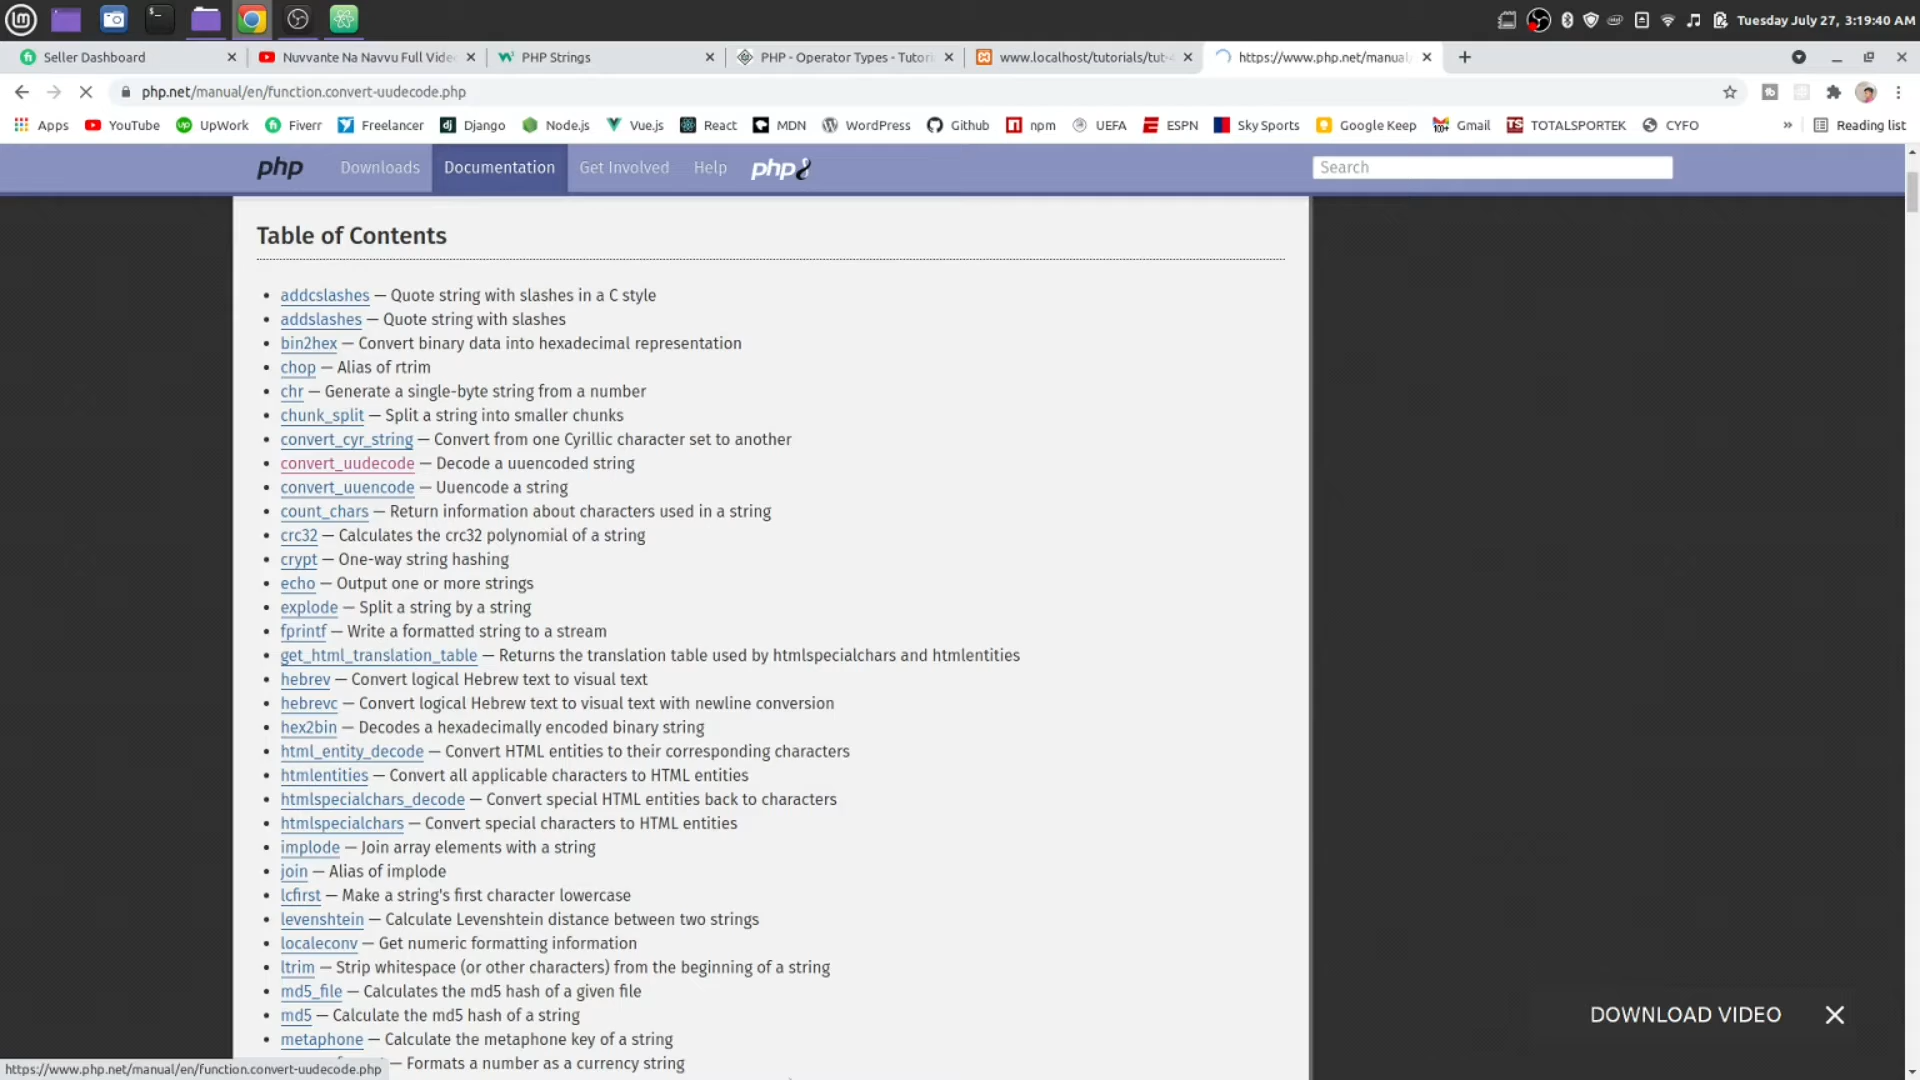 Tuesday July 27, 3:19:40 AM
Seller Dashboard
Nuvvante Na Navvu Full Vide
PHP Strings
PHP - Operator Types - Tutori
www.localhost/tutorials/tut-
https://www.php.net/manual
php.net/manual/en/function.convert-uudecode.php
Apps YouTube UpWork Fiverr Freelancer Django Node.js Vue.js React MDN WordPress Github npm UEFA ESPN Sky Sports Google Keep Gmail TOTALSPORTEK CYFO » Reading list
php Downloads Documentation Get Involved Help php8 Search
Table of Contents
• addcslashes — Quote string with slashes in a C style
• addslashes — Quote string with slashes
• bin2hex — Convert binary data into hexadecimal representation
• chop — Alias of rtrim
• chr — Generate a single-byte string from a number
• chunk_split — Split a string into smaller chunks
• convert_cyr_string — Convert from one Cyrillic character set to another
• convert_uudecode — Decode a uuencoded string
• convert_uuencode — Uuencode a string
• count_chars — Return information about characters used in a string
• crc32 — Calculates the crc32 polynomial of a string
• crypt — One-way string hashing
• echo — Output one or more strings
• explode — Split a string by a string
• fprintf — Write a formatted string to a stream
• get_html_translation_table — Returns the translation table used by htmlspecialchars and htmlentities
• hebrev — Convert logical Hebrew text to visual text
• hebrevc — Convert logical Hebrew text to visual text with newline conversion
• hex2bin — Decodes a hexadecimally encoded binary string
• html_entity_decode — Convert HTML entities to their corresponding characters
• htmlentities — Convert all applicable characters to HTML entities
• htmlspecialchars_decode — Convert special HTML entities back to characters
• htmlspecialchars — Convert special characters to HTML entities
• implode — Join array elements with a string
• join — Alias of implode
• lcfirst — Make a string's first character lowercase
• levenshtein — Calculate Levenshtein distance between two strings
• localeconv — Get numeric formatting information
• ltrim — Strip whitespace (or other characters) from the beginning of a string
• md5_file — Calculates the md5 hash of a given file
• md5 — Calculate the md5 hash of a string
• metaphone — Calculate the metaphone key of a string
— Formats a number as a currency string
DOWNLOAD VIDEO
https://www.php.net/manual/en/function.convert-uudecode.php